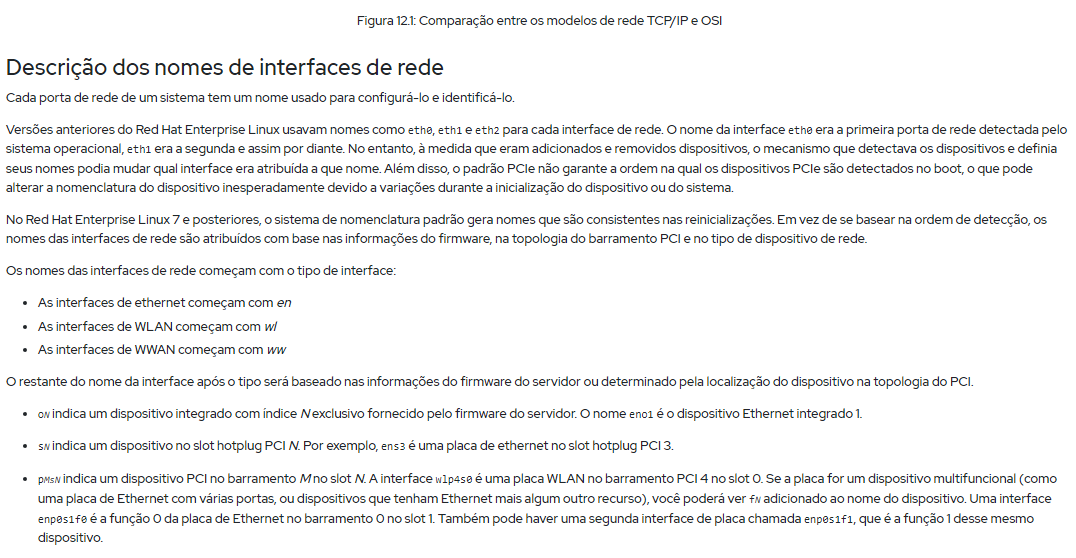 Figura 12.1: Comparação entre os modelos de rede TCP/IP e OSI
Descrição dos nomes de interfaces de rede
Cada porta de rede de um sistema tem um nome usado para configurá-lo e identificá-lo.
Versões anteriores do Red Hat Enterprise Linux usavam nomes como eth0, eth1 e eth2 para cada interface de rede. O nome da interface eth0 era a primeira porta de rede detectada pelo
sistema operacional, eth1 era a segunda e assim por diante. No entanto, à medida que eram adicionados e removidos dispositivos, o mecanismo que detectava os dispositivos e definia
seus nomes podia mudar qual interface era atribuída a que nome. Além disso, o padrão PCIe não garante a ordem na qual os dispositivos PCIe são detectados no boot, o que pode
alterar a nomenclatura do dispositivo inesperadamente devido a variações durante a inicialização do dispositivo ou do sistema.
No Red Hat Enterprise Linux 7 e posteriores, o sistema de nomenclatura padrão gera nomes que são consistentes nas reinicializações. Em vez de se basear na ordem de detecção, os
nomes das interfaces de rede são atribuídos com base nas informações do firmware, na topologia do barramento PCI e no tipo de dispositivo de rede.
Os nomes das interfaces de rede começam com o tipo de interface:
• As interfaces de ethernet começam com en
• As interfaces de WLAN começam com wl
• As interfaces de WWAN começam com ww
O restante do nome da interface após o tipo será baseado nas informações do firmware do servidor ou determinado pela localização do dispositivo na topologia do PCI.
• oN indica um dispositivo integrado com índice N exclusivo fornecido pelo firmware do servidor. O nome eno1 é o dispositivo Ethernet integrado 1.
• sN indica um dispositivo no slot hotplug PCI N. Por exemplo, ens3 é uma placa de ethernet no slot hotplug PCI 3.
• pMsN indica um dispositivo PCI no barramento M no slot N. A interface wlp4s0 é uma placa WLAN no barramento PCI 4 no slot 0. Se a placa for um dispositivo multifuncional (como
uma placa de Ethernet com várias portas, ou dispositivos que tenham Ethernet mais algum outro recurso), você poderá ver fN adicionado ao nome do dispositivo. Uma interface
enp0s1f0 é a função 0 da placa de Ethernet no barramento 0 no slot 1. Também pode haver uma segunda interface de placa chamada enp0s1f1, que é a função 1 desse mesmo
dispositivo.